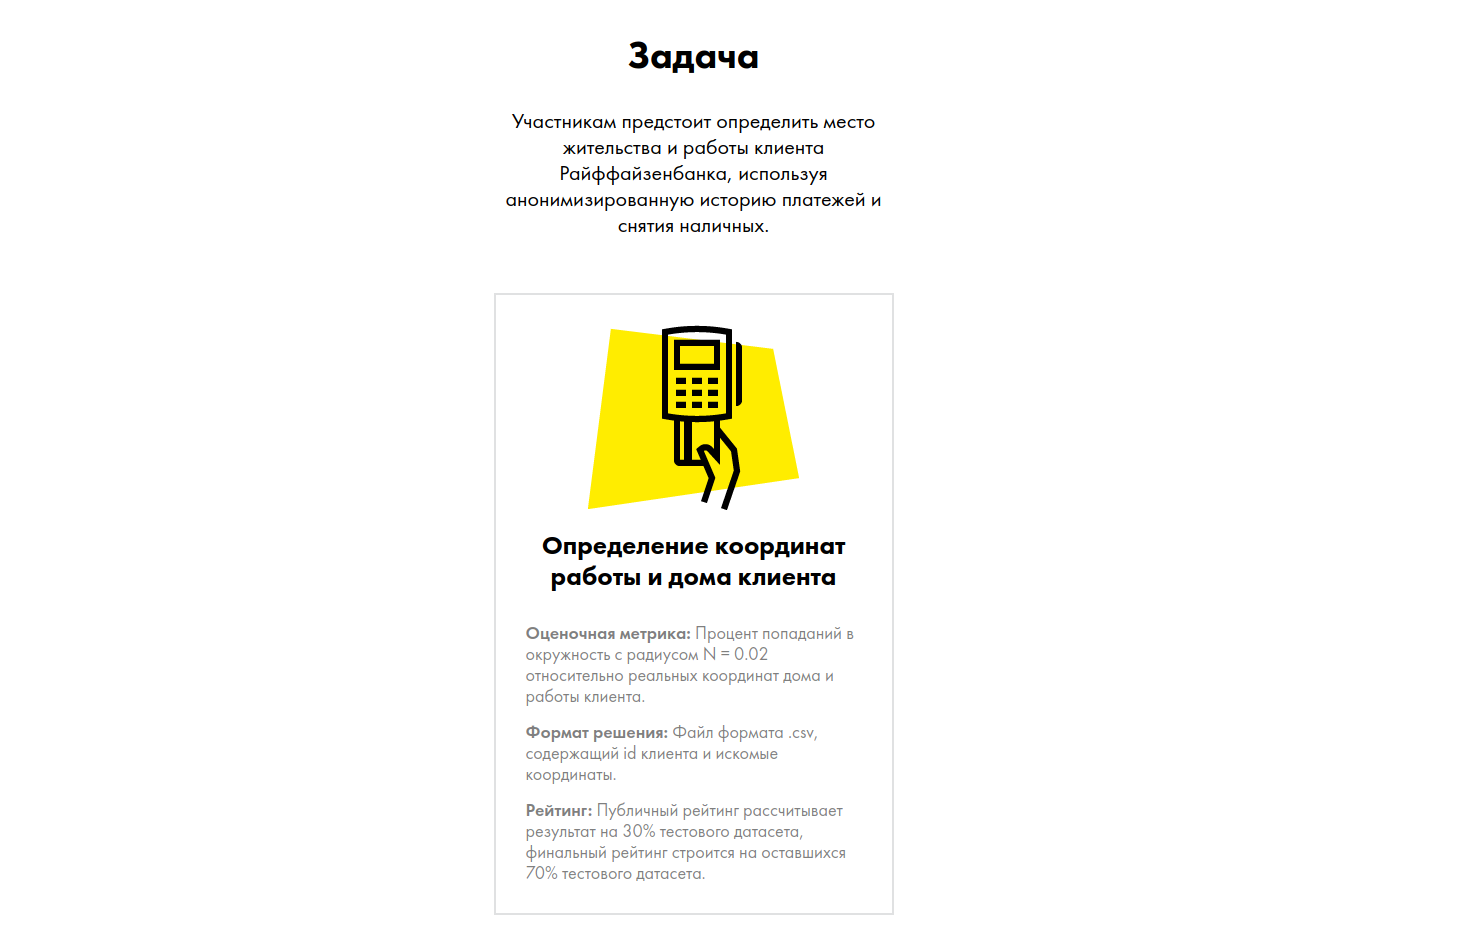 Задача
Участникам предстоит определить место
жительства и работы клиента
Райффайзенбанка, используя
анонимизированную историю платежей и
снятия наличных.
Определение координат
работы и дома клиента
Оценочная метрика: Процент попаданий в
окружность с радиусом N = 0.02
относительно реальных координат дома и
работы клиента.
Формат решения: Файл формата .csv,
содержащий id клиента и искомые
координаты.
Рейтинг: Публичный рейтинг рассчитывает
результат на 30% тестового датасета,
финальный рейтинг строится на оставшихся
70% тестового датасета.